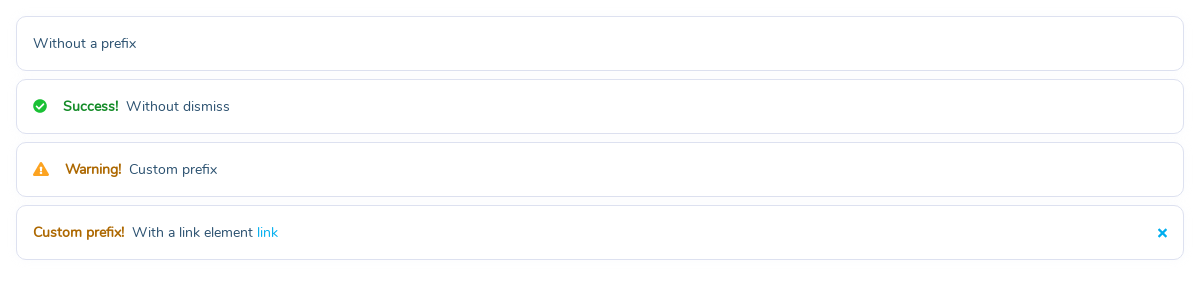 Without a prefix
Success! Without dismiss
Warning! Custom prefix
Custom prefix! With a link element link